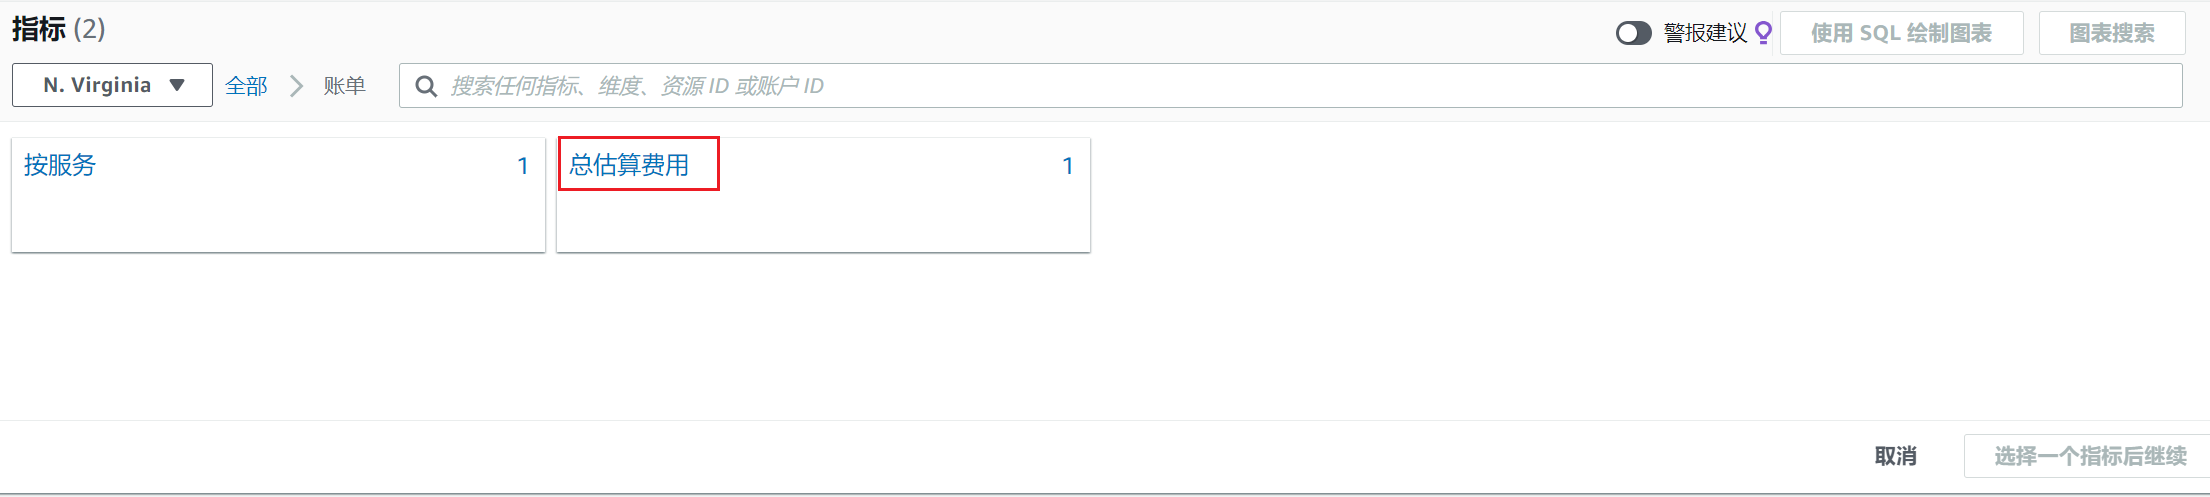 指标 (2)
警报建议
使用 SQL 绘制图表
图表搜索
N. Virginia
全部
账单
搜索任何指标、维度、资源 ID 或账户 ID
按服务
1
总估算费用
1
取消
选择一个指标后继续